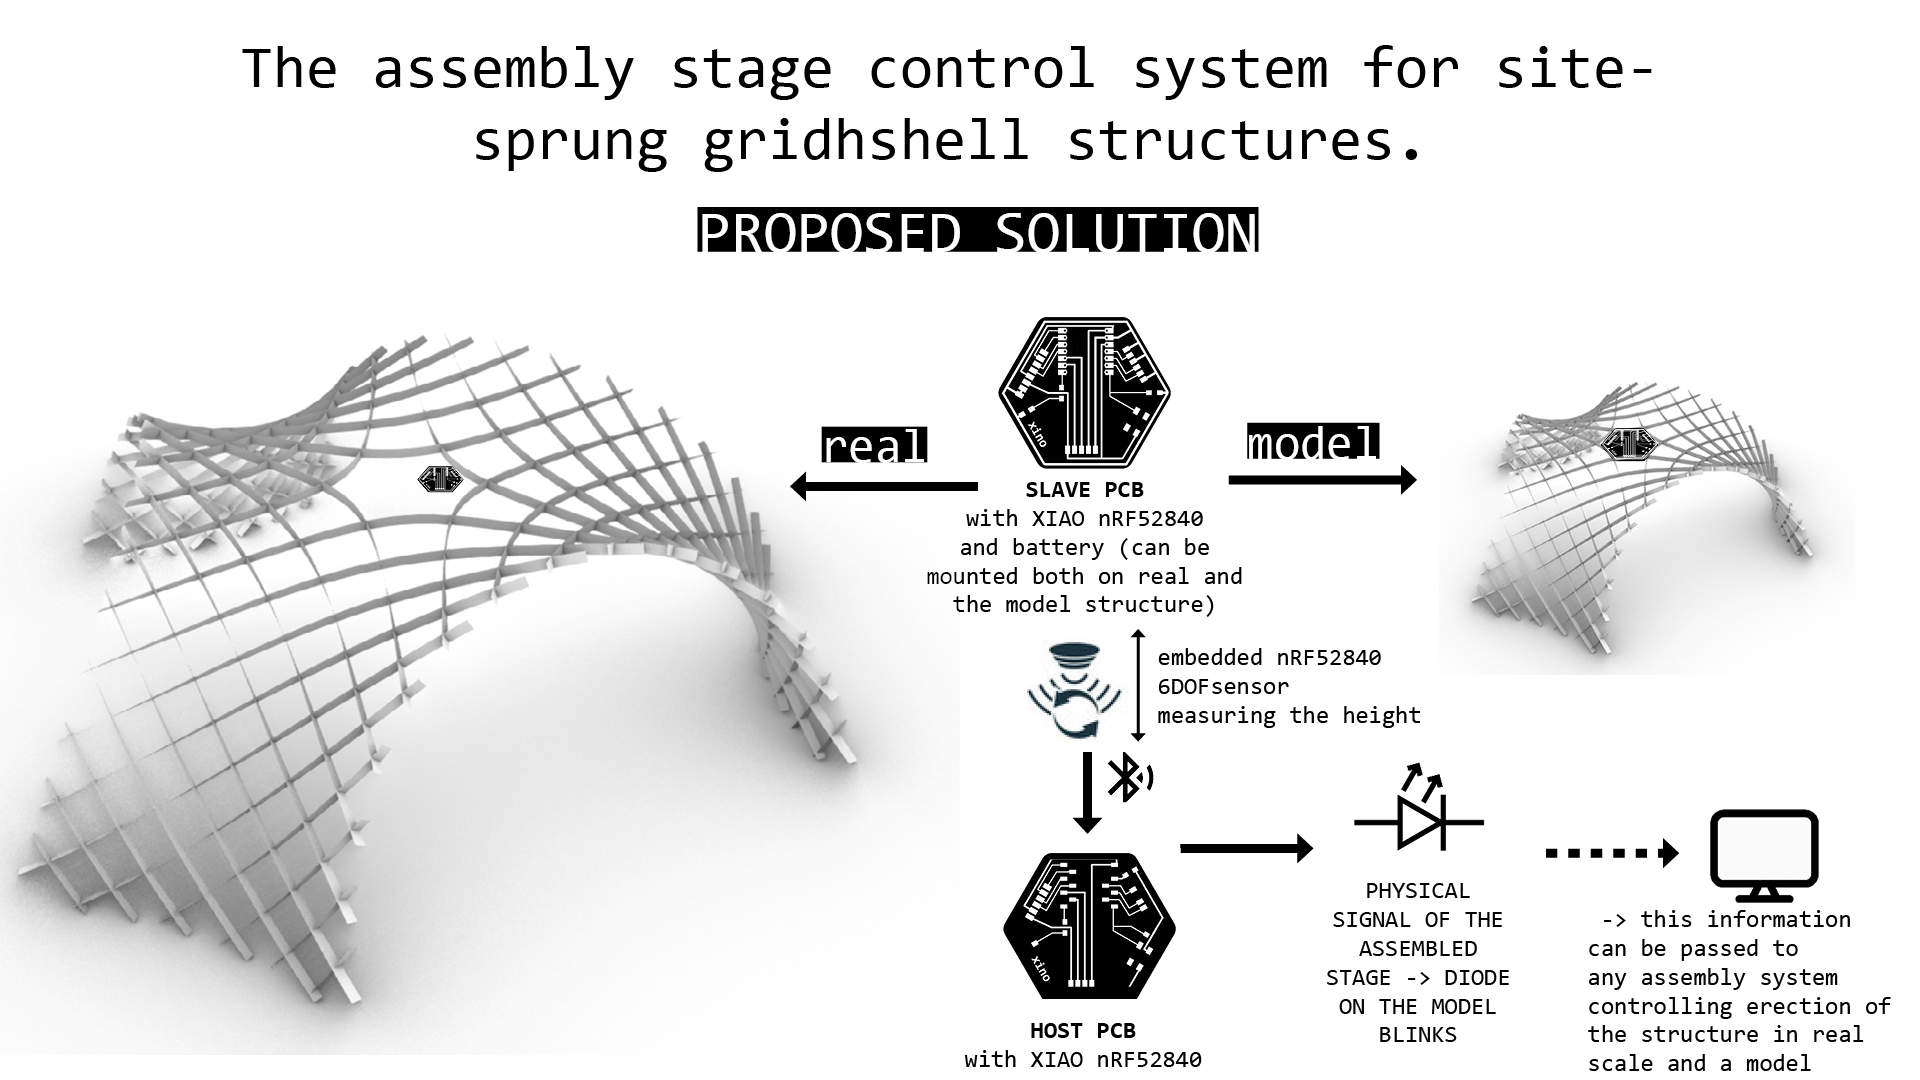 The assembly stage control system for site-
sprung gridhshell structures.
PROPOSED SOLUTION
real
model
xino
SLAVE PCB
with XIAO nRF52840
and battery (can be
mounted both on real and
the model structure)
embedded nRF52840
6DOFsensor
measuring the height
xino
HOST PCB
with XIAO nRF52840
PHYSICAL
SIGNAL OF THE
ASSEMBLED
STAGE -> DIODE
ON THE MODEL
BLINKS
-> this information
can be passed to
any assembly system
controlling erection of
the structure in real
scale and a model